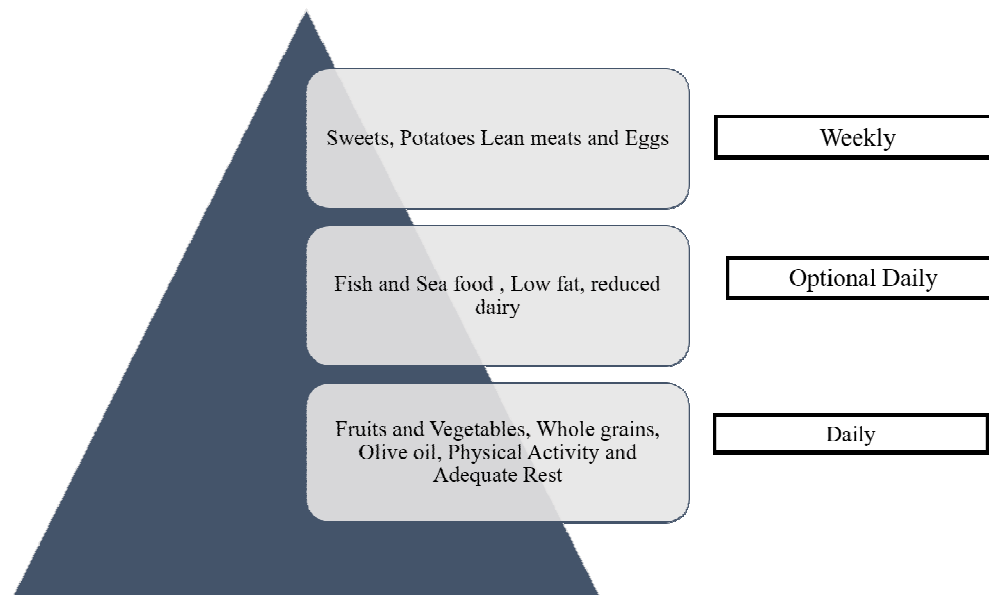 Sweets, Potatoes Lean meats and Eggs
Weekly
Fish and Sea food , Low fat, reduced
dairy
Optional Daily
Fruits and Vegetables, Whole grains,
Olive oil, Physical Activity and
Adequate Rest
Daily